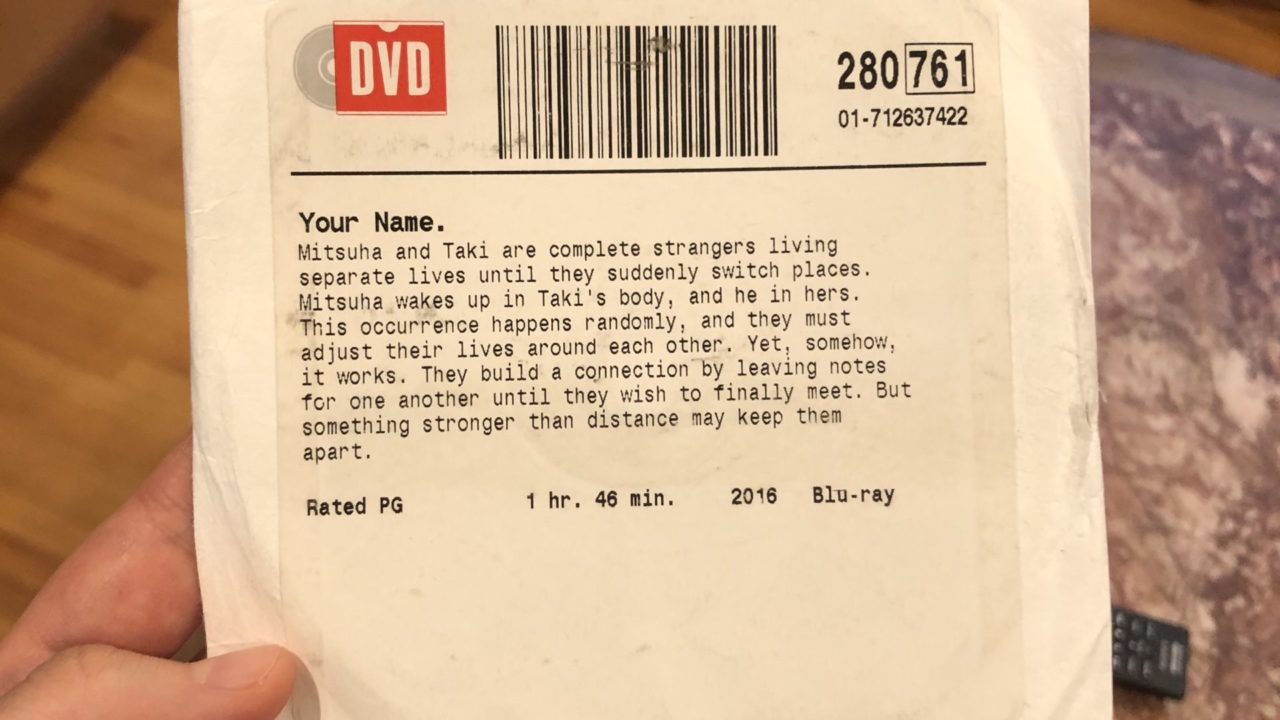 DVD
280 761
01-712637422
Your Name.
Mitsuha and Taki are complete strangers living
separate lives until they suddenly switch places.
Mitsuha wakes up in Taki's body, and he in hers.
This occurrence happens randomly, and they must
adjust their lives around each other. Yet, somehow,
it works. They build a connection by leaving notes
for one another until they wish to finally meet. But
something stronger than distance may keep them
apart.
Rated PG 1 hr. 46 min. 2016 Blu-ray